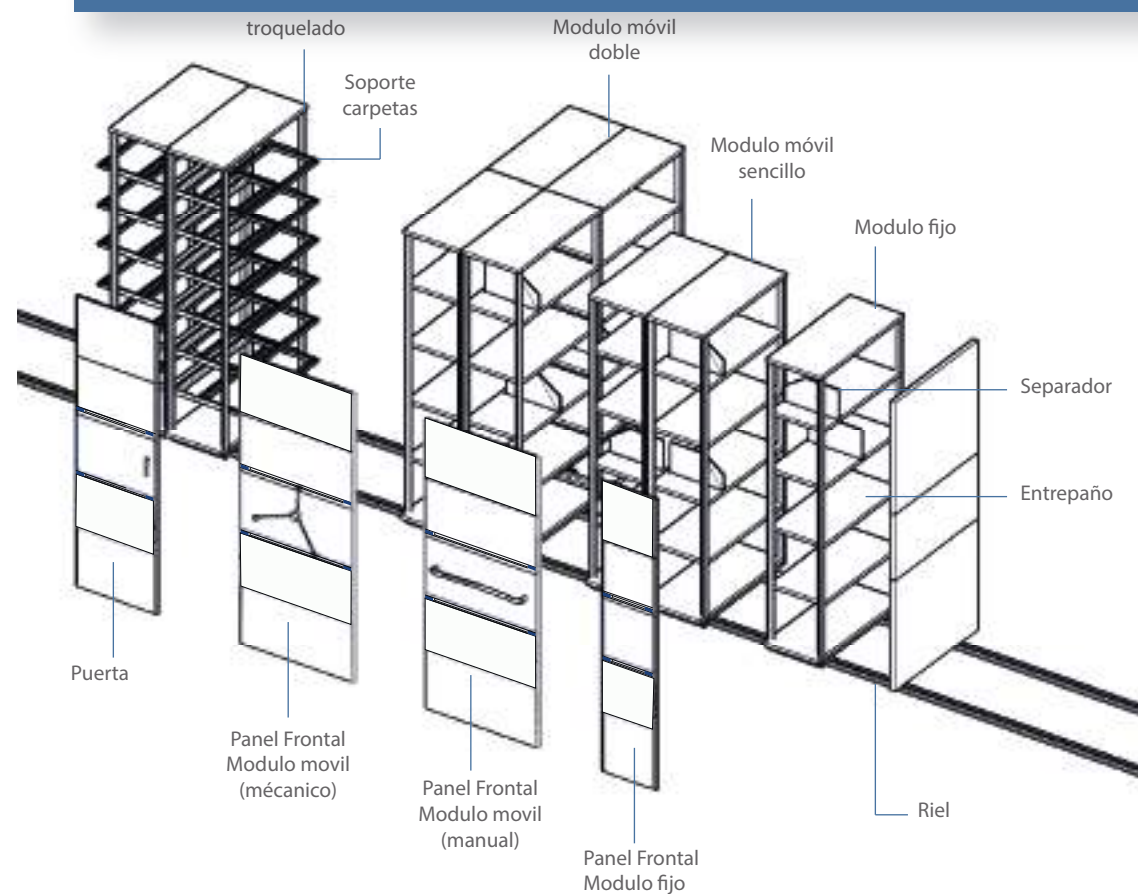 troquelado
Modulo móvil
doble
Soporte
carpetas
Modulo móvil
sencillo
Modulo fijo
Separador
Entrepaño
Puerta
Panel Frontal
Modulo movil
(mécanico)
Panel Frontal
Modulo movil
(manual)
Riel
Panel Frontal
Modulo fijo